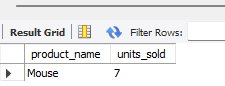 Result Grid Filter Rows:
product_name units_sold
Mouse 7